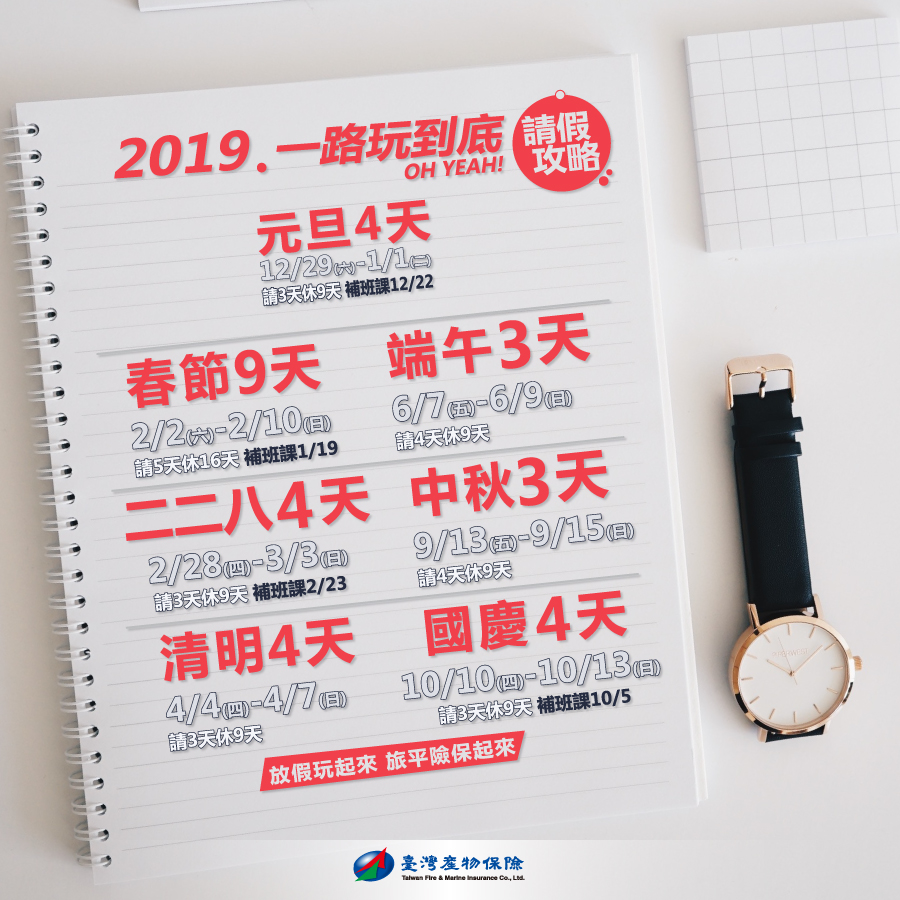 2019.一路玩到底
OH YEAH!
請假
攻略
元旦4天
12/29(六)-1/1(二)
請3天休9天 補班課12/22
春節9天
2/2(六)-2/10(日)
請5天休16天 補班課1/19
端午3天
6/7(五)-6/9(日)
請4天休9天
二二八4天
2/28(四)-3/3(日)
請3天休9天 補班課2/23
中秋3天
9/13(五)-9/15(日)
請4天休9天
清明4天
4/4(四)-4/7(日)
請3天休9天
國慶4天
10/10(四)-10/13(日)
請3天休9天 補班課10/5
放假玩起來 旅平險保起來
臺灣產物保險
Taiwan Fire & Marine Insurance Co., Ltd.